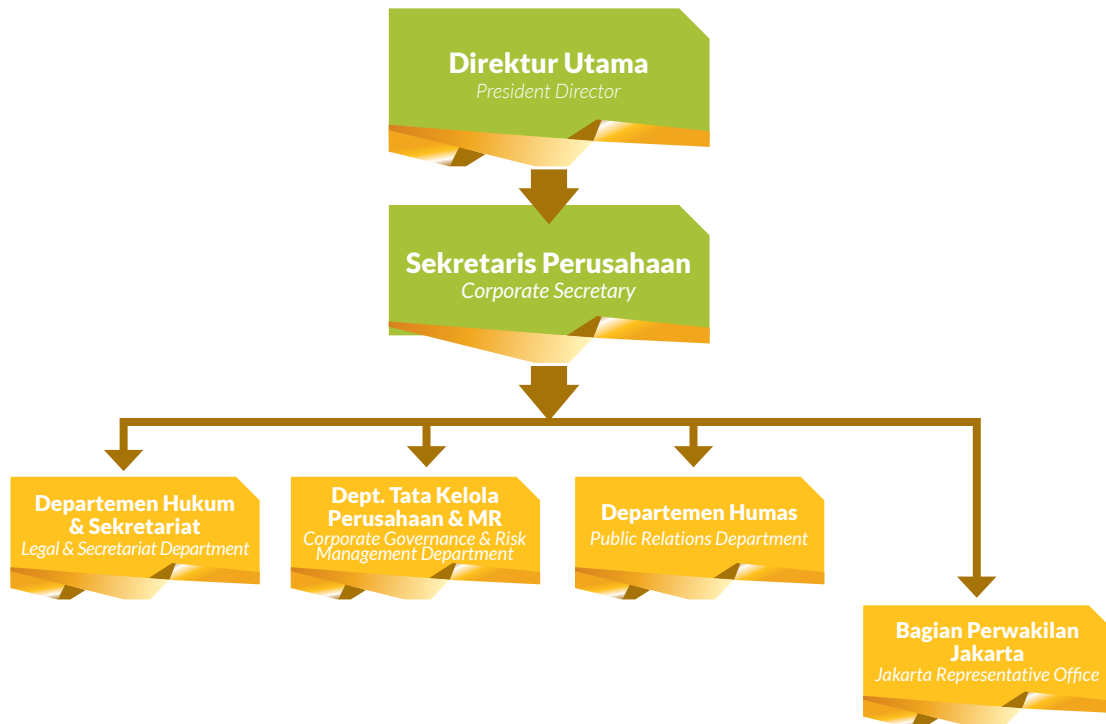 Direktur Utama
President Director
Sekretaris Perusahaan
Corporate Secretary
Departemen Hukum
& Sekretariat
Legal & Secretariat Department
Dept. Tata Kelola
Perusahaan & MR
Corporate Governance & Risk
Management Department
Departemen Humas
Public Relations Department
Bagian Perwakilan
Jakarta
Jakarta Representative Office